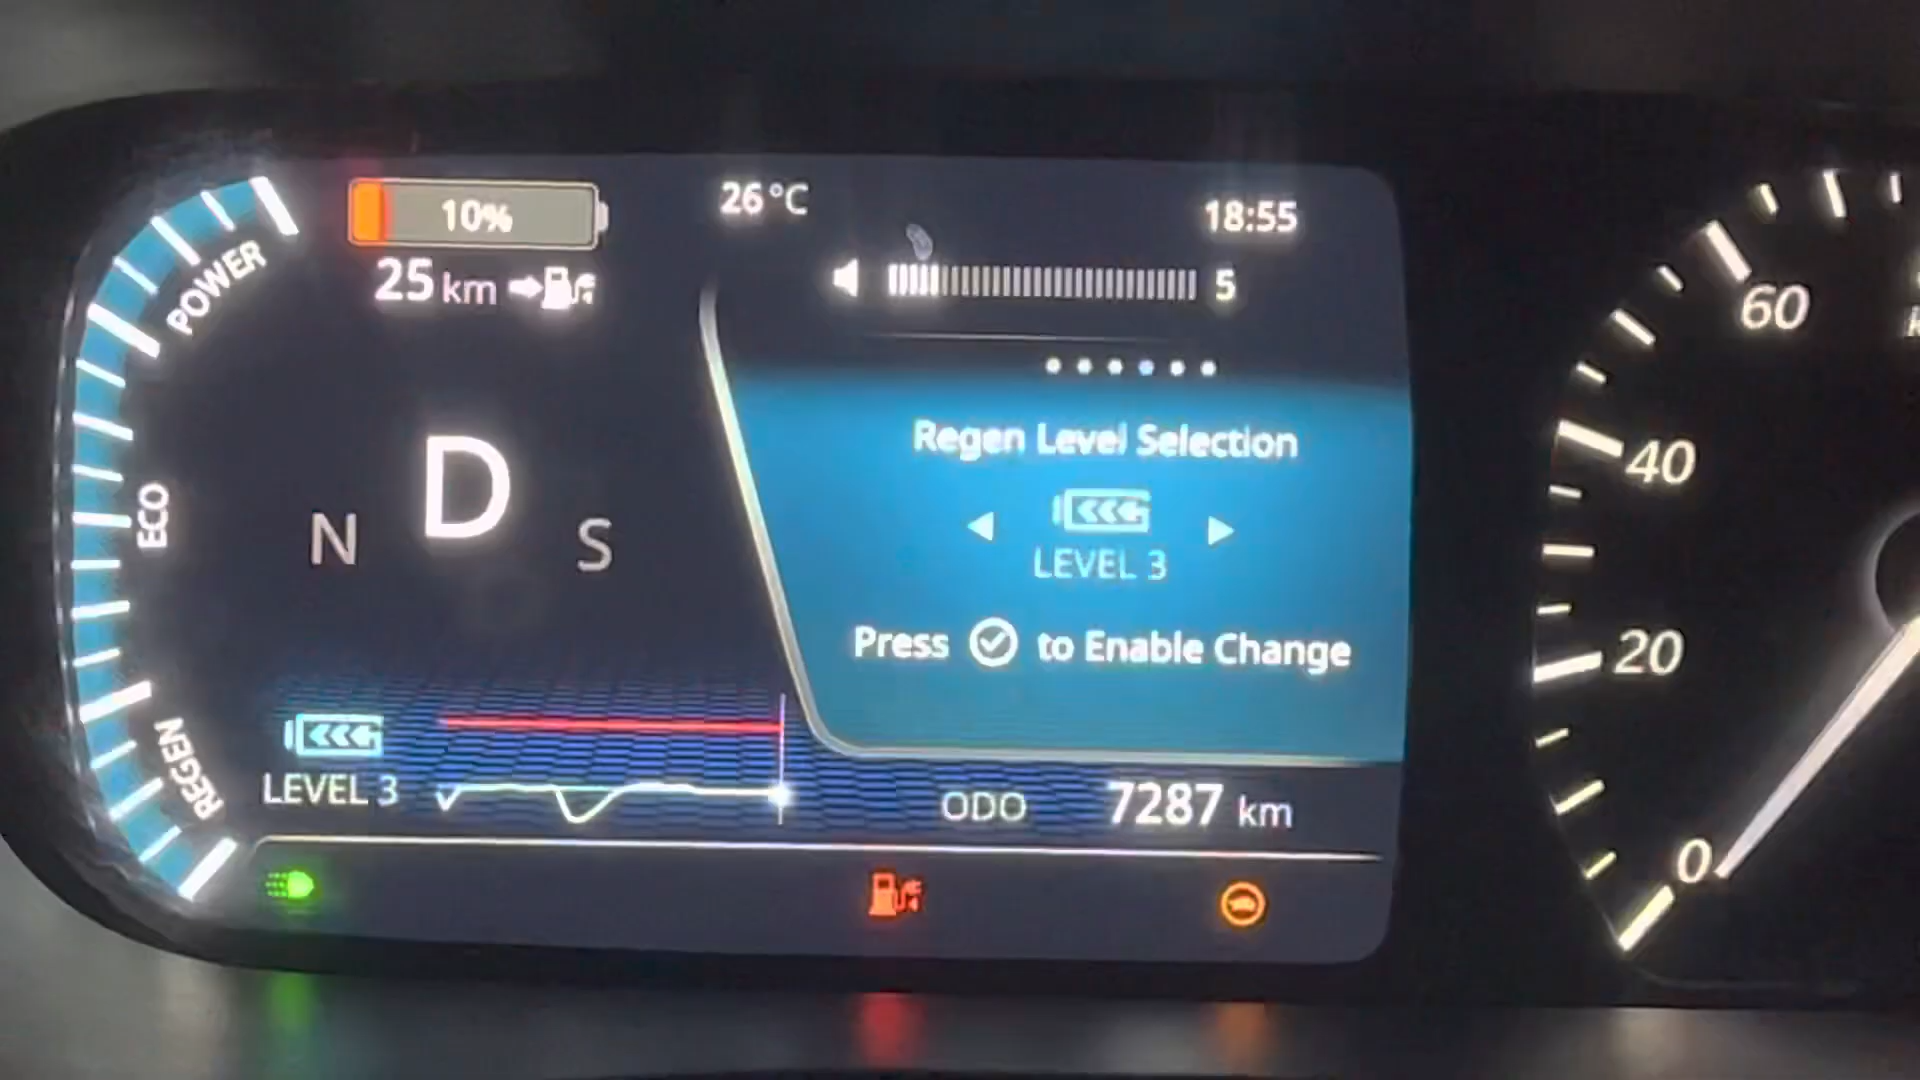 10%
25 km
26°C
18:55
5
POWER
ECO
REGEN
N D S
Regen Level Selection
LEVEL 3
Press to Enable Change
LEVEL 3
ODO 7287 km
60
40
20
0